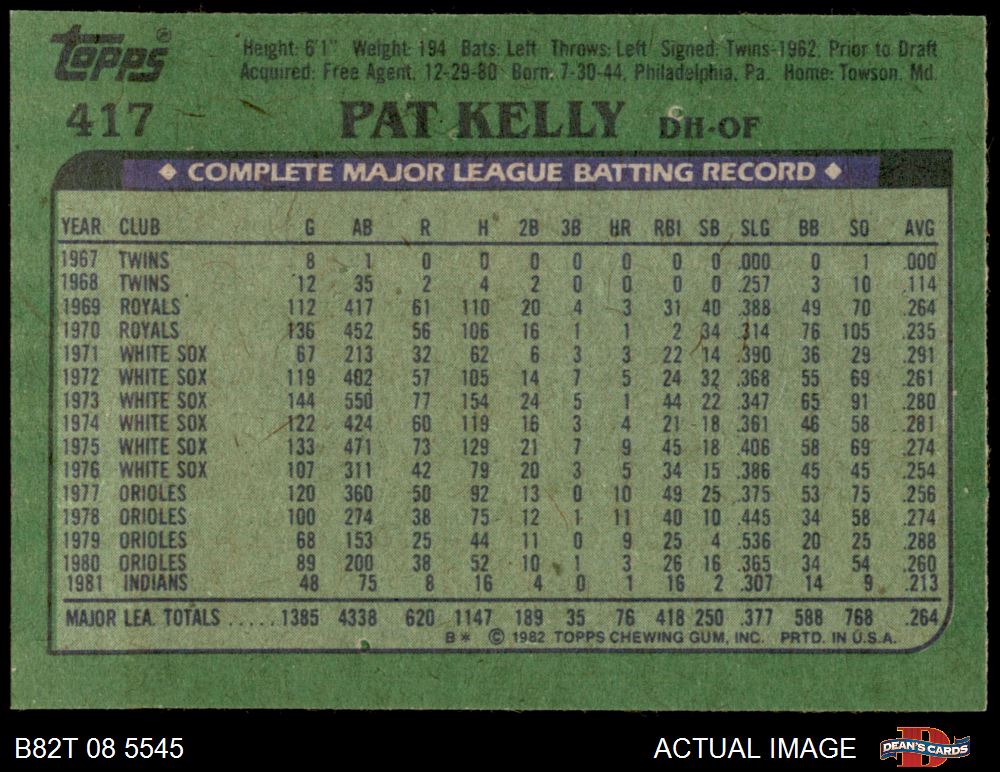 topps
Height: 6'1" Weight: 194 Bats: Left Throws: Left Signed: Twins-1962. Prior to Draft
Acquired: Free Agent, 12-29-80 Born: 7-30-44, Philadelphia, Pa. Home: Towson, Md.
417 PAT KELLY DH-OF
◆ COMPLETE MAJOR LEAGUE BATTING RECORD ◆
YEAR CLUB G AB R H 2B 3B HR RBI SB SLG BB SO AVG
1967 TWINS 8 1 0 0 0 0 0 0 0 .000 0 1 .000
1968 TWINS 12 35 2 4 2 0 0 0 0 .257 3 10 .114
1969 ROYALS 112 417 61 110 20 4 3 31 40 .388 49 70 .264
1970 ROYALS 136 452 56 106 16 1 1 2 34 .314 76 105 .235
1971 WHITE SOX 67 213 32 62 6 3 3 22 14 .390 36 29 .291
1972 WHITE SOX 119 402 57 105 14 7 5 24 32 .368 55 69 .261
1973 WHITE SOX 144 550 77 154 24 5 1 44 22 .347 65 91 .280
1974 WHITE SOX 122 424 60 119 16 3 4 21 18 .361 46 58 .281
1975 WHITE SOX 133 471 73 129 21 7 9 45 18 .406 58 69 .274
1976 WHITE SOX 107 311 42 79 20 3 5 34 15 .386 45 45 .254
1977 ORIOLES 120 360 50 92 13 0 10 49 25 .375 53 75 .256
1978 ORIOLES 100 274 38 75 12 1 11 40 10 .445 34 58 .274
1979 ORIOLES 68 153 25 44 11 0 9 25 4 .536 20 25 .288
1980 ORIOLES 89 200 38 52 10 1 3 26 16 .365 34 54 .260
1981 INDIANS 48 75 8 16 4 0 1 16 2 .307 14 9 .213
MAJOR LEA. TOTALS ..... 1385 4338 620 1147 189 35 76 418 250 .377 588 768 .264
B* © 1982 TOPPS CHEWING GUM, INC. PRTD. IN U.S.A.
B82T 08 5545 ACTUAL IMAGE DEAN'S CARDS